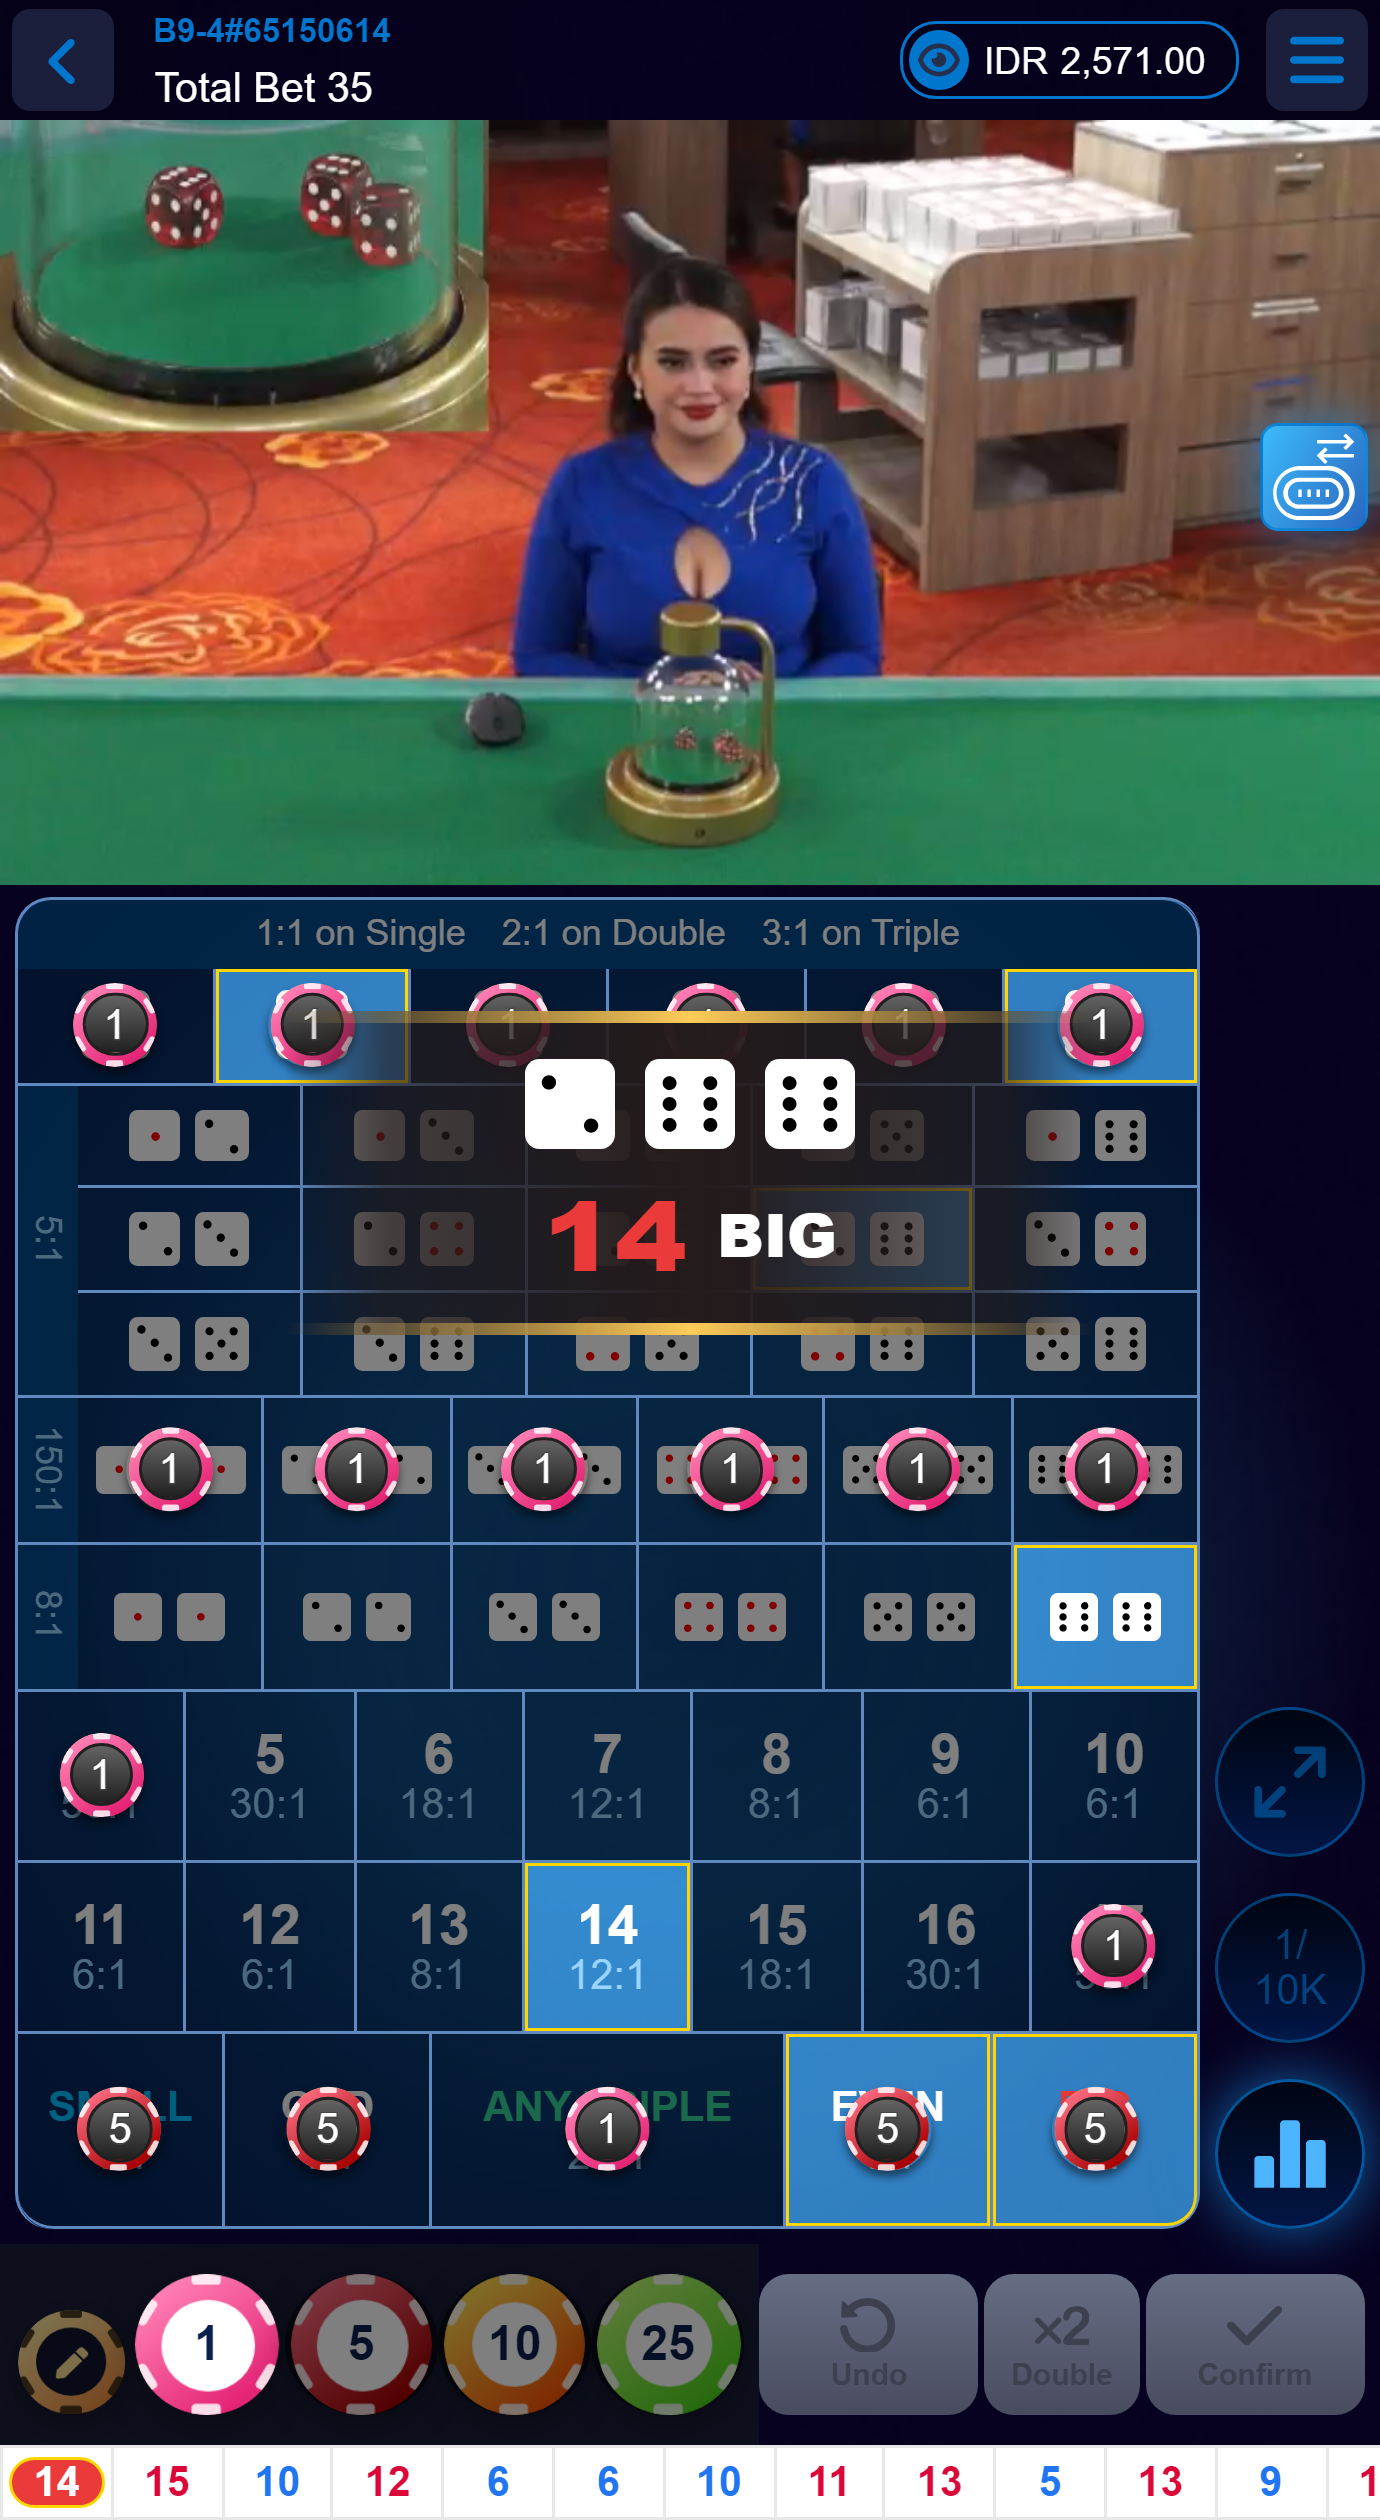 B9-4#65150614
Total Bet 35
IDR 2,571.00
1:1 on Single 2:1 on Double 3:1 on Triple
1 1 1 1 1 1
14 BIG
5:1
150:1
1 1 1 1 1 1
8:1
1 5 6 7 8 9 10
30:1 18:1 12:1 8:1 6:1 6:1
11 12 13 14 15 16 1
6:1 6:1 8:1 12:1 18:1 30:1
1/
10K
5 5 1 5 5
1 5 10 25
Undo
x2
Double
Confirm
14 15 10 12 6 6 10 11 13 5 13 9